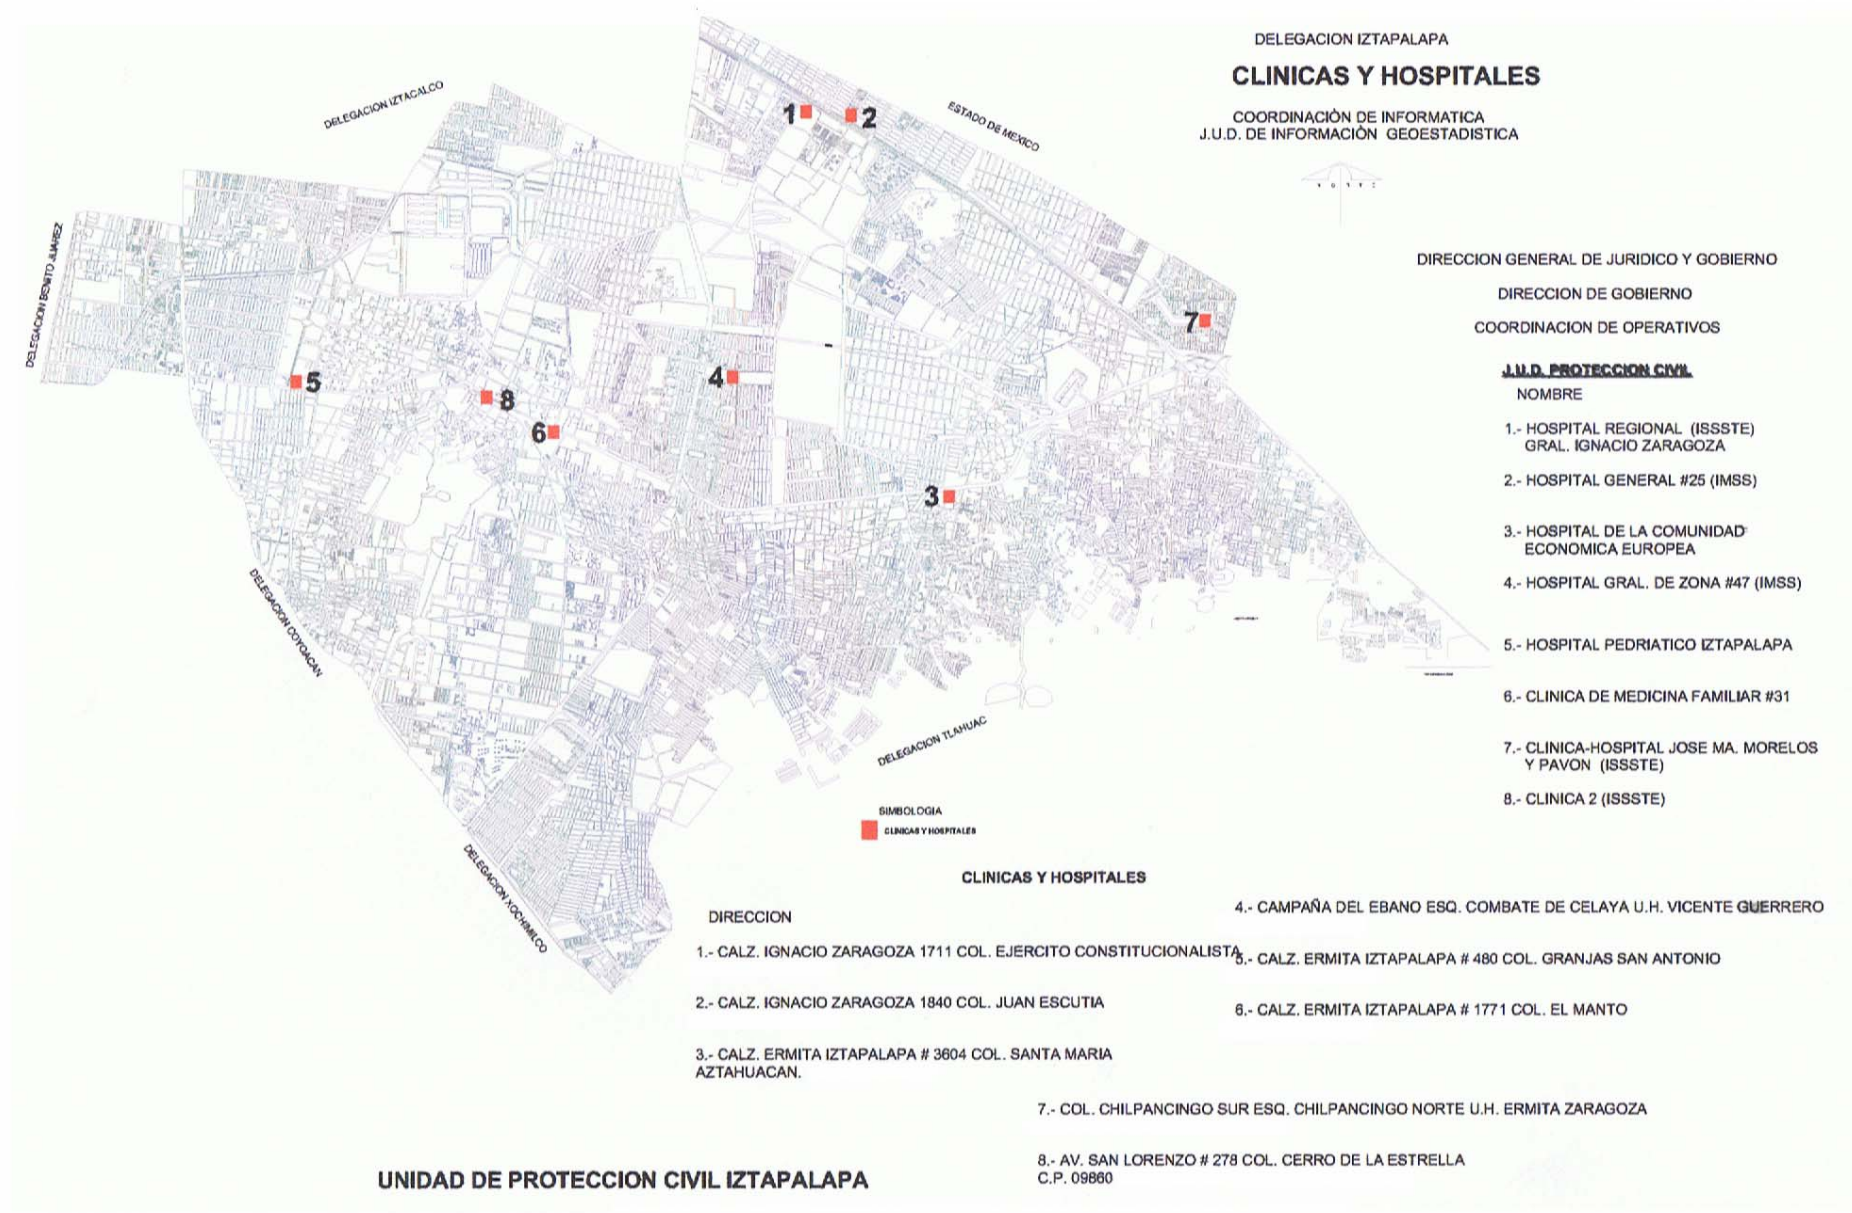 DELEGACION IZTAPALAPA
CLINICAS Y HOSPITALES
COORDINACIÒN DE INFORMATICA
J.U.D. DE INFORMACIÒN GEOESTADISTICA
DELEGACION IZTACALCO
ESTADO DE MEXICO
DELEGACION BENITO JUAREZ
1
2
7
5
8
4
6
3
DELEGACION COYOACAN
DELEGACION TLAHUAC
DELEGACION XOCHIMILCO
DIRECCION GENERAL DE JURIDICO Y GOBIERNO
DIRECCION DE GOBIERNO
COORDINACION DE OPERATIVOS
J.U.D. PROTECCION CIVIL
NOMBRE
1.- HOSPITAL REGIONAL (ISSSTE)
GRAL. IGNACIO ZARAGOZA
2.- HOSPITAL GENERAL #25 (IMSS)
3.- HOSPITAL DE LA COMUNIDAD
ECONOMICA EUROPEA
4.- HOSPITAL GRAL. DE ZONA #47 (IMSS)
5.- HOSPITAL PEDRIATICO IZTAPALAPA
6.- CLINICA DE MEDICINA FAMILIAR #31
7.- CLINICA-HOSPITAL JOSE MA. MORELOS
Y PAVON (ISSSTE)
8.- CLINICA 2 (ISSSTE)
SIMBOLOGIA
CLINICAS Y HOSPITALES
CLINICAS Y HOSPITALES
DIRECCION
1.- CALZ. IGNACIO ZARAGOZA 1711 COL. EJERCITO CONSTITUCIONALISTA
2.- CALZ. IGNACIO ZARAGOZA 1840 COL. JUAN ESCUTIA
3.- CALZ. ERMITA IZTAPALAPA # 3604 COL. SANTA MARIA
AZTAHUACAN.
4.- CAMPAÑA DEL EBANO ESQ. COMBATE DE CELAYA U.H. VICENTE GUERRERO
5.- CALZ. ERMITA IZTAPALAPA # 480 COL. GRANJAS SAN ANTONIO
6.- CALZ. ERMITA IZTAPALAPA # 1771 COL. EL MANTO
7.- COL. CHILPANCINGO SUR ESQ. CHILPANCINGO NORTE U.H. ERMITA ZARAGOZA
8.- AV. SAN LORENZO # 278 COL. CERRO DE LA ESTRELLA
C.P. 09860
UNIDAD DE PROTECCION CIVIL IZTAPALAPA